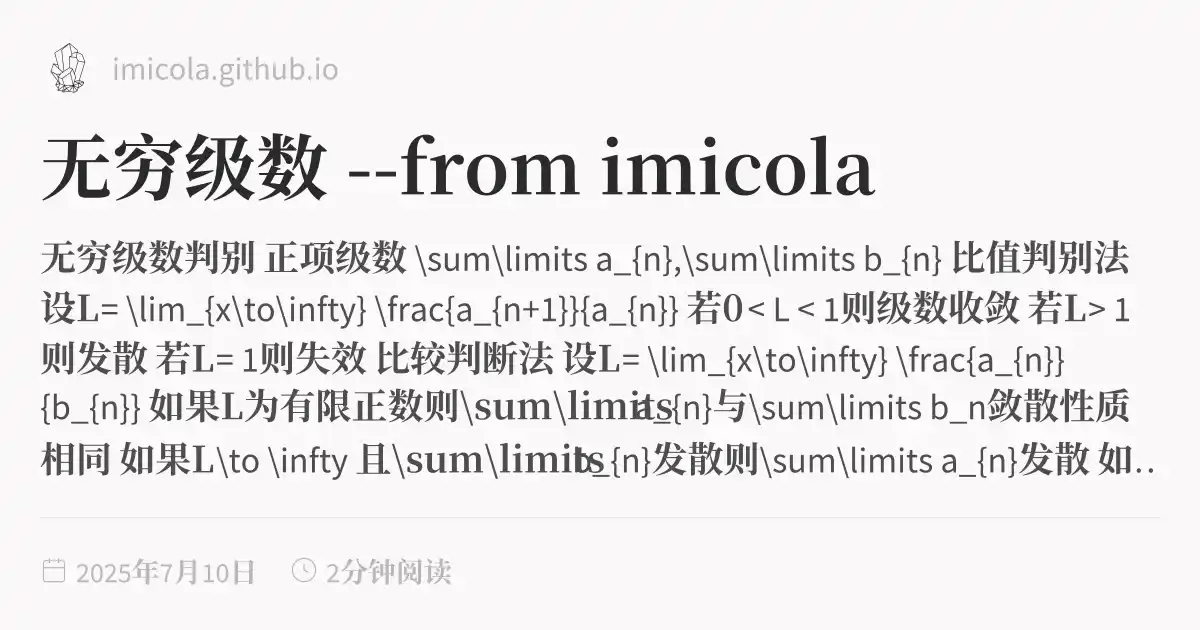 imicola.github.io
无穷级数 --from imicola
无穷级数判别 正项级数 \sum\limits a_{n},\sum\limits b_{n} 比值判别法
设L= \lim_{x\to\infty} \frac{a_{n+1}}{a_{n}} 若0 < L < 1则级数收敛 若L> 1
则发散 若L= 1则失效 比较判断法 设L= \lim_{x\to\infty} \frac{a_{n}}
{b_{n}} 如果L为有限正数则\sum\limits a_{n}与\sum\limits b_n敛散性质
相同 如果L\to \infty 且\sum\limits b_{n}发散则\sum\limits a_{n}发散 如…
2025年7月10日 2分钟阅读